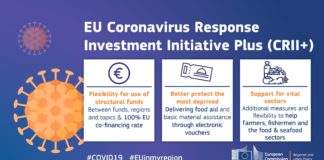 EU Coronavirus Response
Investment Initiative Plus (CRII+)
Flexibility for use of
structural funds
Between funds, regions
and topics & 100% EU
co-financing rate
Better protect the
most deprived
Delivering food aid and
basic material assistance
through electronic
vouchers
Support for vital
sectors
Additional measures and
flexibility to help
farmers, fishermen and
the food & seafood
sectors
#COVID19 #EUinmyregion
European
Commission